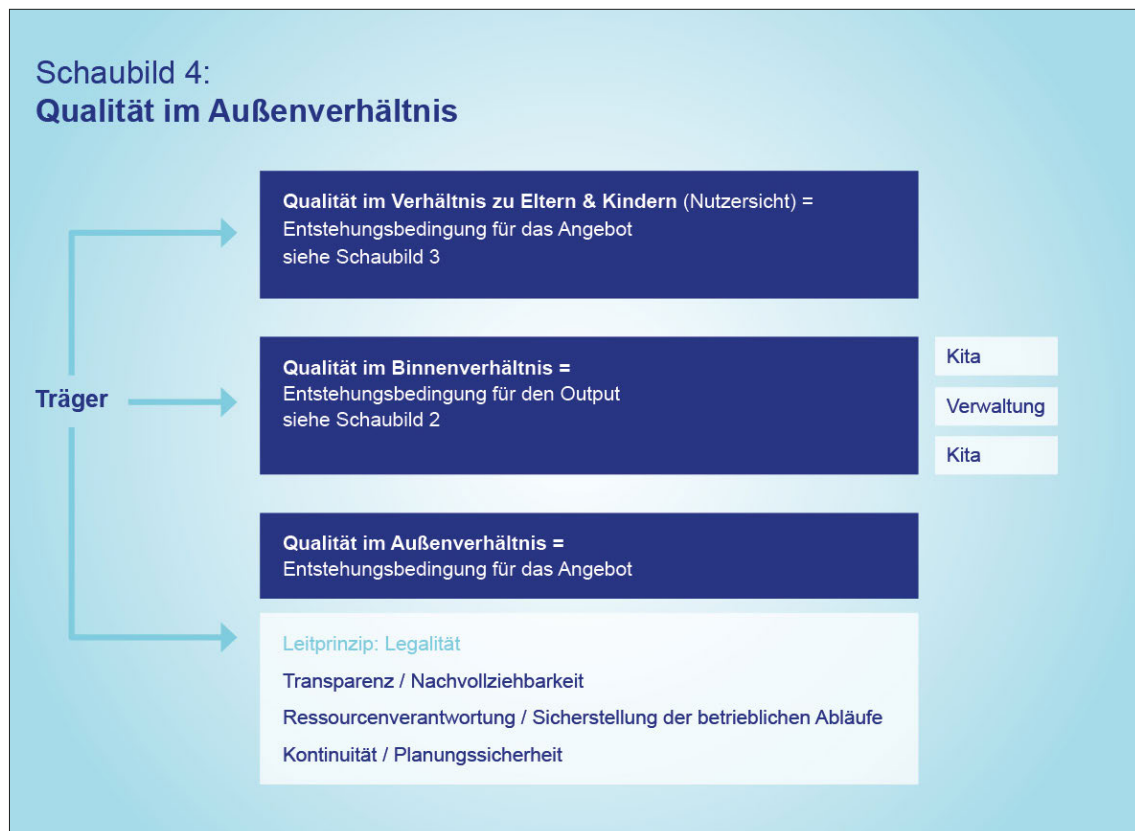 Schaubild 4:
Qualität im Außenverhältnis
Qualität im Verhältnis zu Eltern & Kindern (Nutzersicht) =
Entstehungsbedingung für das Angebot
siehe Schaubild 3
Träger
Qualität im Binnenverhältnis =
Entstehungsbedingung für den Output
siehe Schaubild 2
Kita
Verwaltung
Kita
Qualität im Außenverhältnis =
Entstehungsbedingung für das Angebot
Leitprinzip: Legalität
Transparenz / Nachvollziehbarkeit
Ressourcenverantwortung / Sicherstellung der betrieblichen Abläufe
Kontinuität / Planungssicherheit